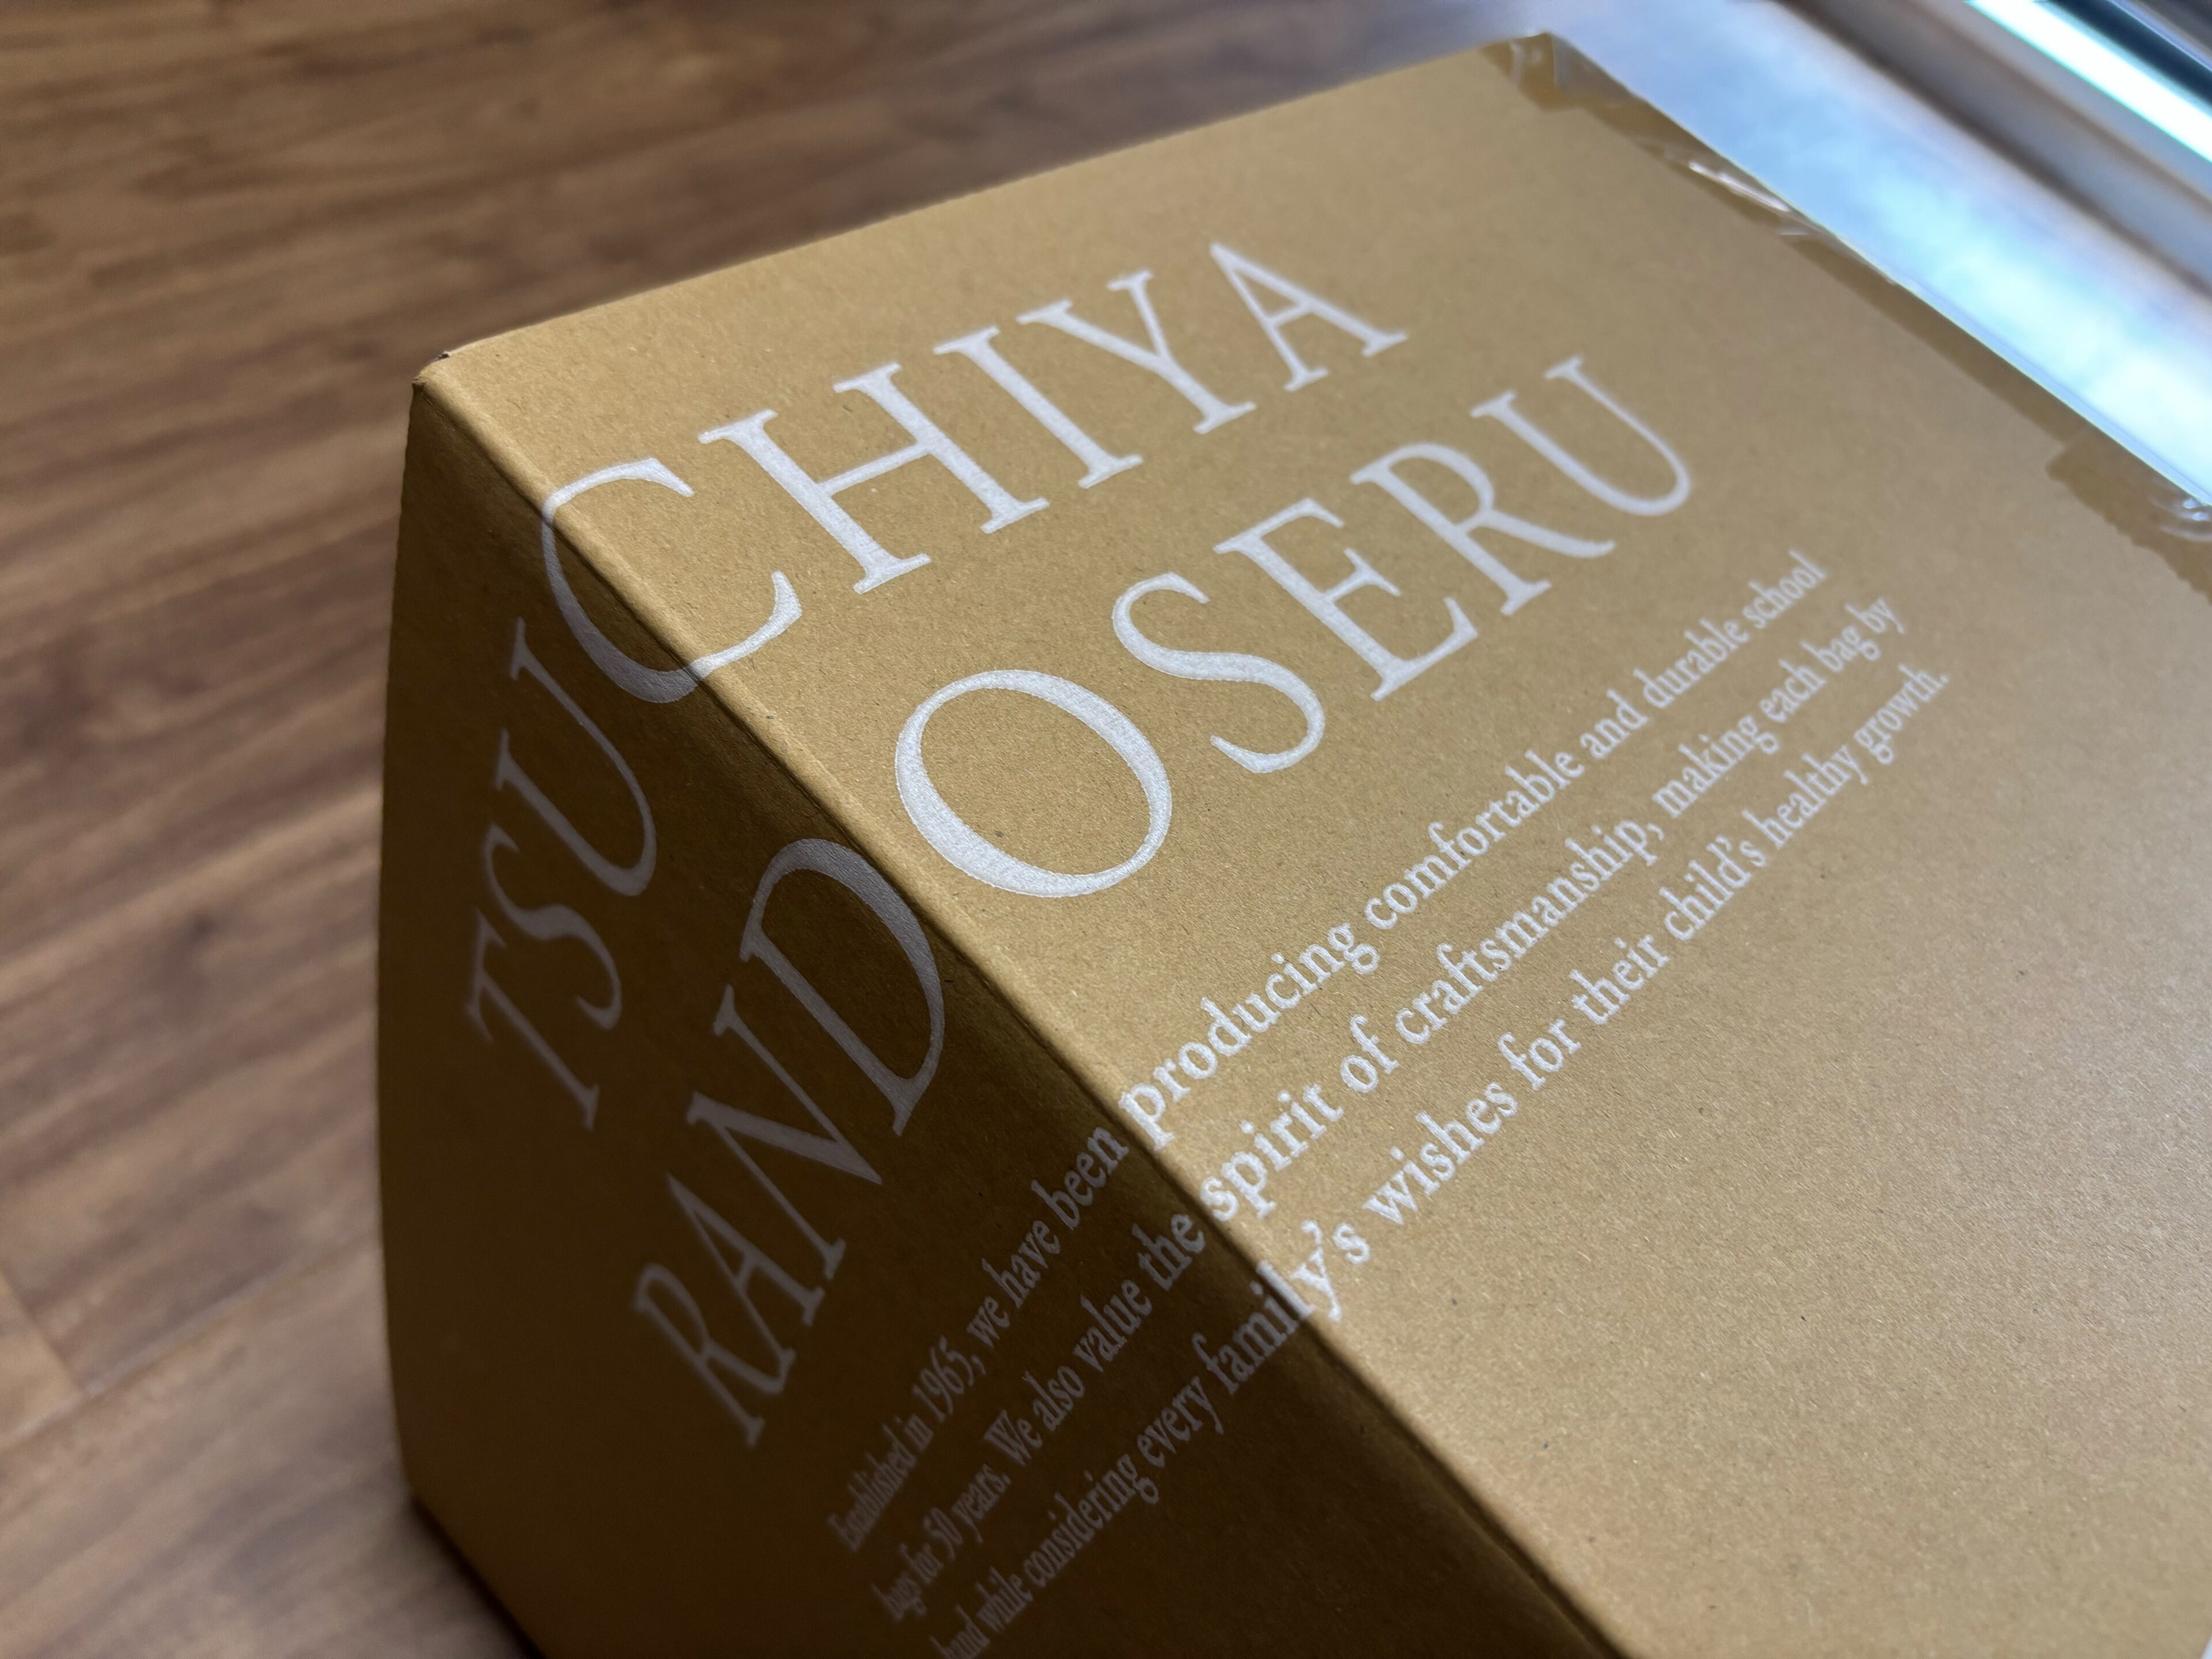 TSUCHIYA
RANDOSERU
Established in 1965, we have been producing comfortable and durable school
bags for 50 years. We also value the spirit of craftsmanship, making each bag by
hand while considering every family's wishes for their child's healthy growth.